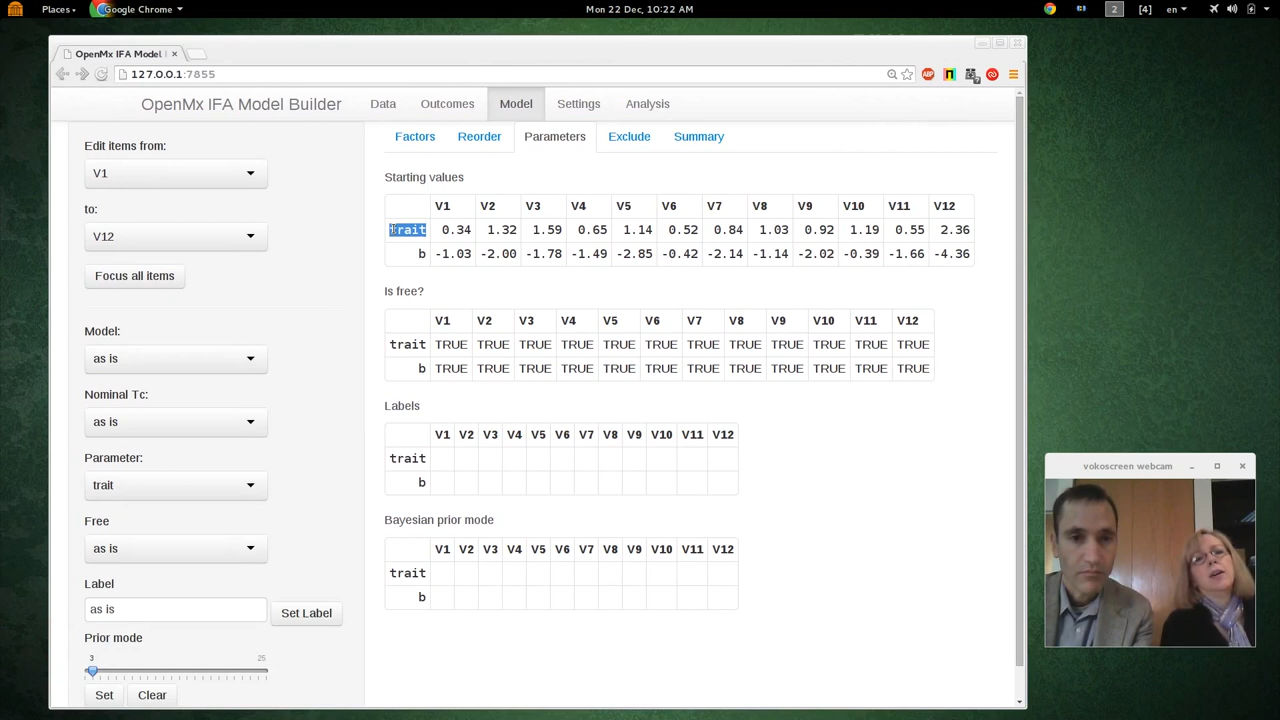 Places Google Chrome Mon 22 Dec, 10:22 AM 2 [4] en
OpenMx IFA Model
127.0.0.1:7855
OpenMx IFA Model Builder Data Outcomes Model Settings Analysis
Factors Reorder Parameters Exclude Summary
Edit items from:
V1
to:
V12
Focus all items
Model:
as is
Nominal Tc:
as is
Parameter:
trait
Free
as is
Label
as is Set Label
Prior mode
3 25
Set Clear
Starting values
V1 V2 V3 V4 V5 V6 V7 V8 V9 V10 V11 V12
trait 0.34 1.32 1.59 0.65 1.14 0.52 0.84 1.03 0.92 1.19 0.55 2.36
b -1.03 -2.00 -1.78 -1.49 -2.85 -0.42 -2.14 -1.14 -2.02 -0.39 -1.66 -4.36
Is free?
V1 V2 V3 V4 V5 V6 V7 V8 V9 V10 V11 V12
trait TRUE TRUE TRUE TRUE TRUE TRUE TRUE TRUE TRUE TRUE TRUE TRUE
b TRUE TRUE TRUE TRUE TRUE TRUE TRUE TRUE TRUE TRUE TRUE TRUE
Labels
V1 V2 V3 V4 V5 V6 V7 V8 V9 V10 V11 V12
trait
b
Bayesian prior mode
V1 V2 V3 V4 V5 V6 V7 V8 V9 V10 V11 V12
trait
b
vokoscreen webcam